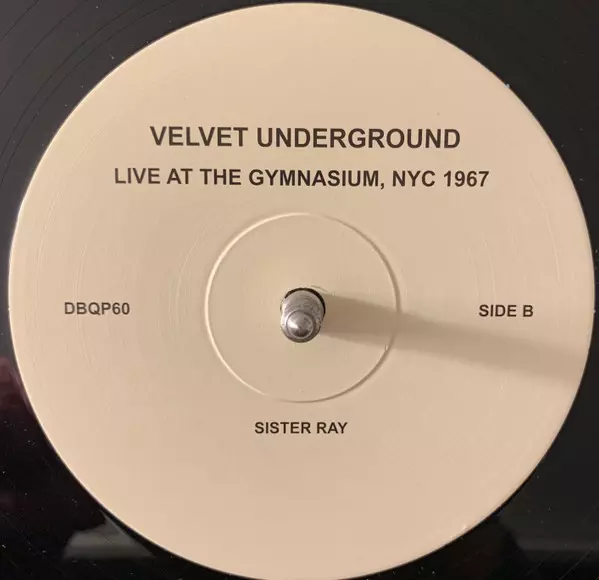 VELVET UNDERGROUND
LIVE AT THE GYMNASIUM, NYC 1967
DBQP60
SIDE B
SISTER RAY